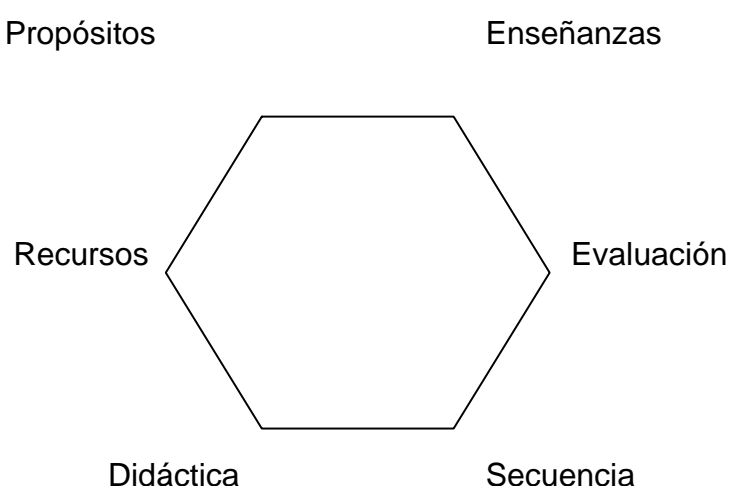 Propósitos Enseñanzas
Recursos Evaluación
Didáctica Secuencia